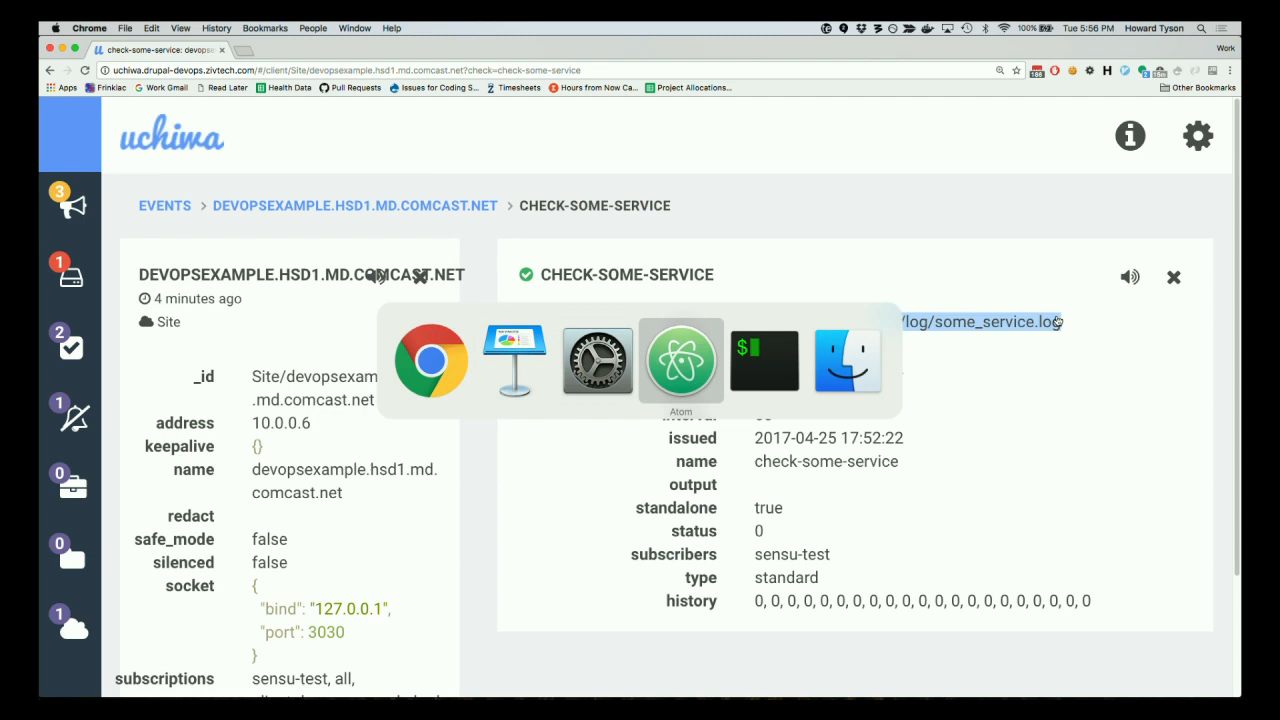 Chrome File Edit View History Bookmarks People Window Help 100% Tue 5:56 PM Howard Tyson
check-some-service: devopse Work
uchiwa.drupal-devops.zivtech.com/#/client/Site/devopsexample.hsd1.md.comcast.net?check=check-some-service
Apps Frinkiac Work Gmail Read Later Health Data Pull Requests Issues for Coding S... Timesheets Hours from Now Ca... Project Allocations... Other Bookmarks
uchiwa
EVENTS > DEVOPSEXAMPLE.HSD1.MD.COMCAST.NET > CHECK-SOME-SERVICE
3
1
2
1
0
0
1
DEVOPSEXAMPLE.HSD1.MD.COMCAST.NET
4 minutes ago
Site
_id Site/devopsexam
.md.comcast.net
address 10.0.0.6
keepalive {}
name devopsexample.hsd1.md.
comcast.net
redact
safe_mode false
silenced false
socket {
"bind": "127.0.0.1",
"port": 3030
}
subscriptions sensu-test, all,
CHECK-SOME-SERVICE
/log/some_service.log
$
Atom
issued 2017-04-25 17:52:22
name check-some-service
output
standalone true
status 0
subscribers sensu-test
type standard
history 0, 0, 0, 0, 0, 0, 0, 0, 0, 0, 0, 0, 0, 0, 0, 0, 0, 0, 0, 0, 0